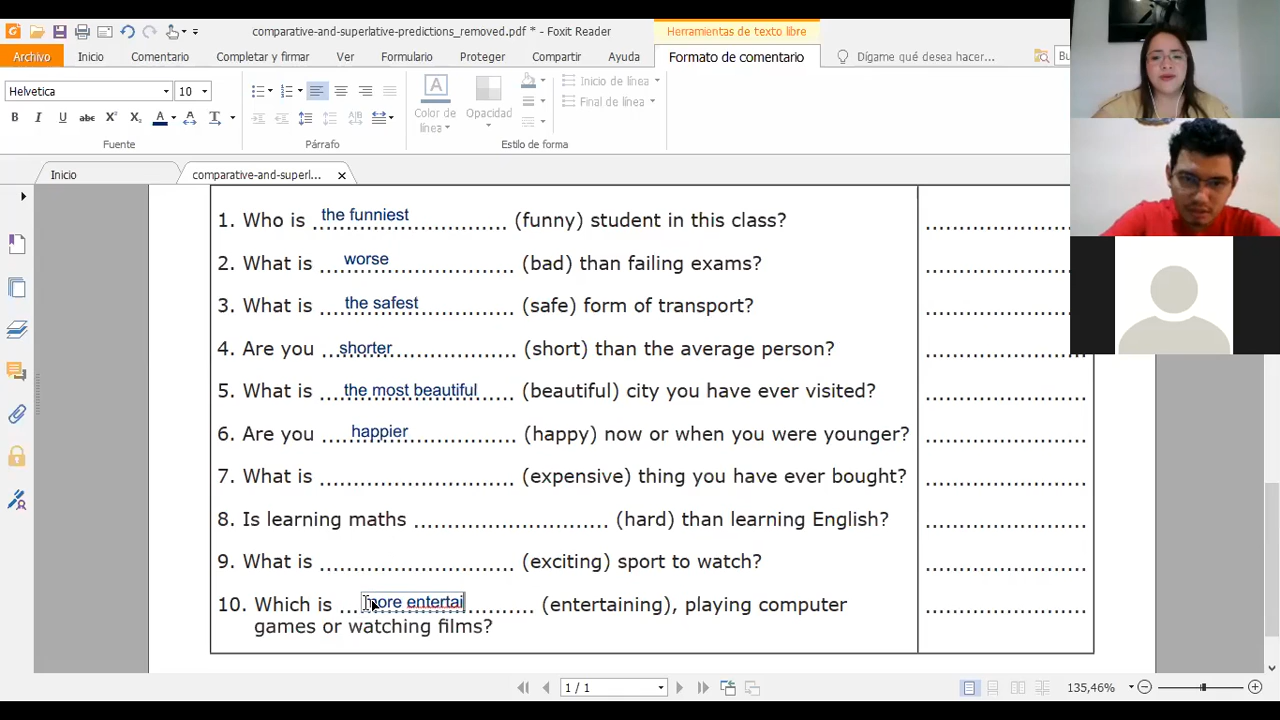 comparative-and-superlative-predictions_removed.pdf * - Foxit Reader
Herramientas de texto libre
Archivo Inicio Comentario Completar y firmar Ver Formulario Proteger Compartir Ayuda Formato de comentario Dígame qué desea hacer...
Helvetica 10
Color de línea Opacidad
Inicio de línea
Final de línea
Fuente Párrafo Estilo de forma
Inicio comparative-and-superl...
1. Who is the funniest (funny) student in this class?
2. What is worse (bad) than failing exams?
3. What is the safest (safe) form of transport?
4. Are you shorter (short) than the average person?
5. What is the most beautiful (beautiful) city you have ever visited?
6. Are you happier (happy) now or when you were younger?
7. What is .............................. (expensive) thing you have ever bought?
8. Is learning maths .............................. (hard) than learning English?
9. What is .............................. (exciting) sport to watch?
10. Which is more entertai (entertaining), playing computer
games or watching films?
1 / 1 135,46%